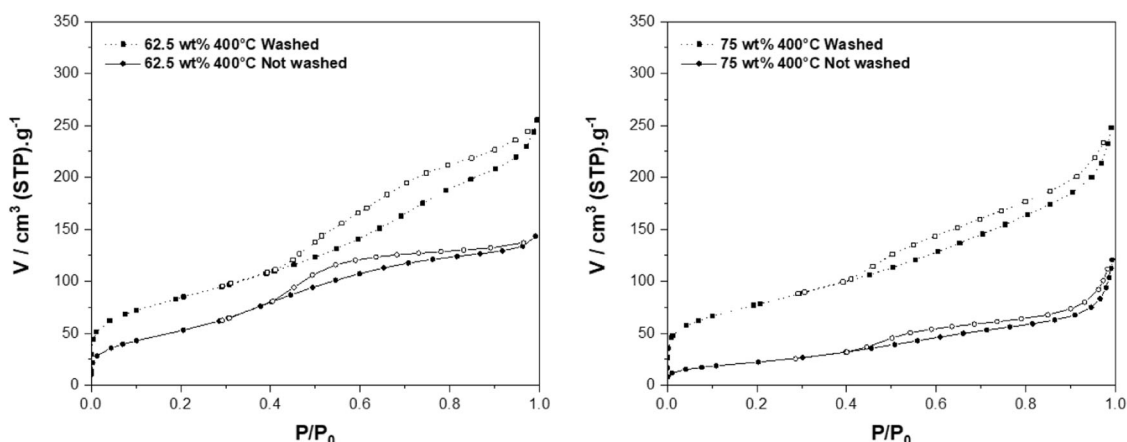 62.5 wt% 400°C Washed
62.5 wt% 400°C Not washed
V / cm³ (STP).g⁻¹
350
300
250
200
150
100
50
0
0.0 0.2 0.4 0.6 0.8 1.0
P/P₀
75 wt% 400°C Washed
75 wt% 400°C Not washed
V / cm³ (STP).g⁻¹
350
300
250
200
150
100
50
0
0.0 0.2 0.4 0.6 0.8 1.0
P/P₀